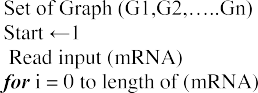 Set of Graph (G1,G2,…..Gn)
Start ←1
Read input (mRNA)
for i = 0 to length of (mRNA)